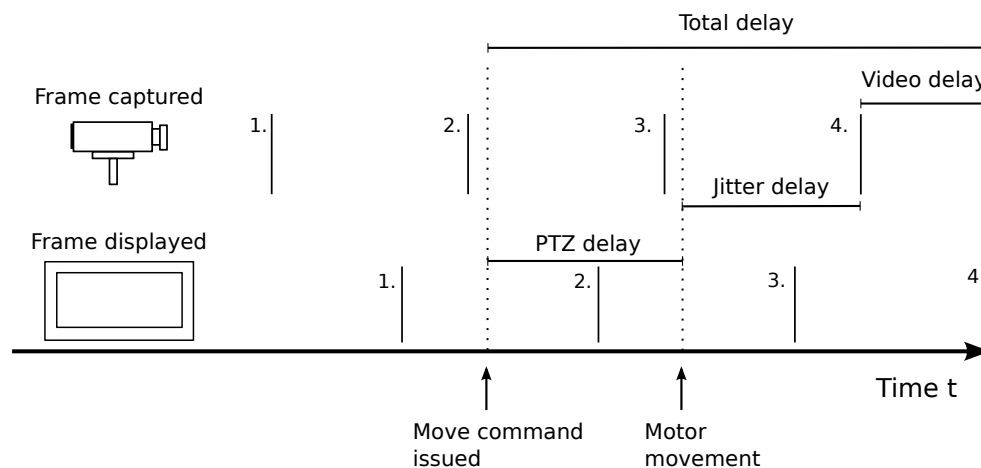 Total delay
Video delay
Frame captured
1.
2.
3.
4.
Jitter delay
Frame displayed
PTZ delay
1.
2.
3.
4
Time t
Move command
issued
Motor
movement